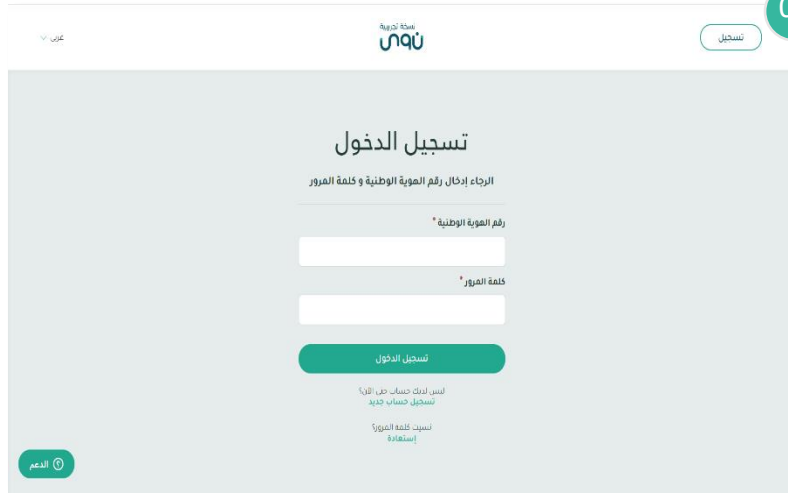 تسجيل
نسخة تجريبية
نوى
عربي
تسجيل الدخول
الرجاء إدخال رقم الهوية الوطنية و كلمة المرور
رقم الهوية الوطنية *
كلمة المرور *
تسجيل الدخول
ليس لديك حساب حتى الآن؟
تسجيل حساب جديد
نسيت كلمة المرور؟
إستعادة
الدعم